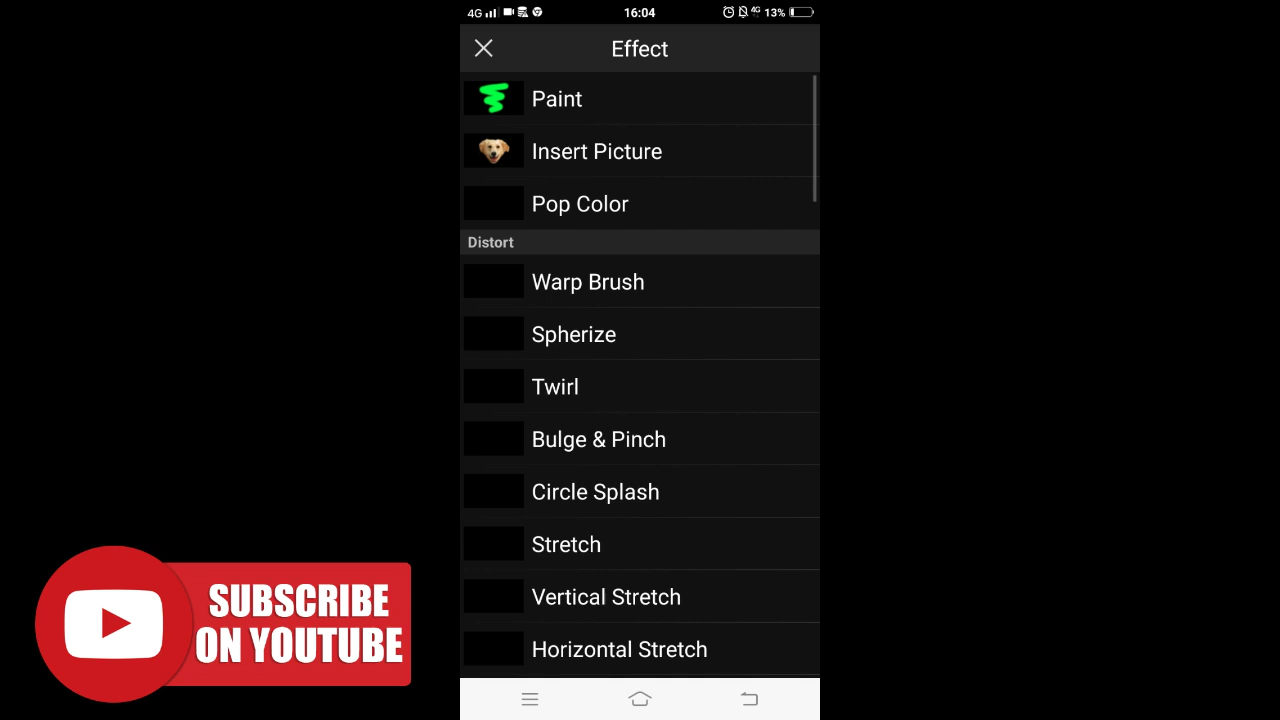 4G 16:04 4G 13%
Effect
Paint
Insert Picture
Pop Color
Distort
Warp Brush
Spherize
Twirl
Bulge & Pinch
Circle Splash
Stretch
Vertical Stretch
Horizontal Stretch
SUBSCRIBE
ON YOUTUBE